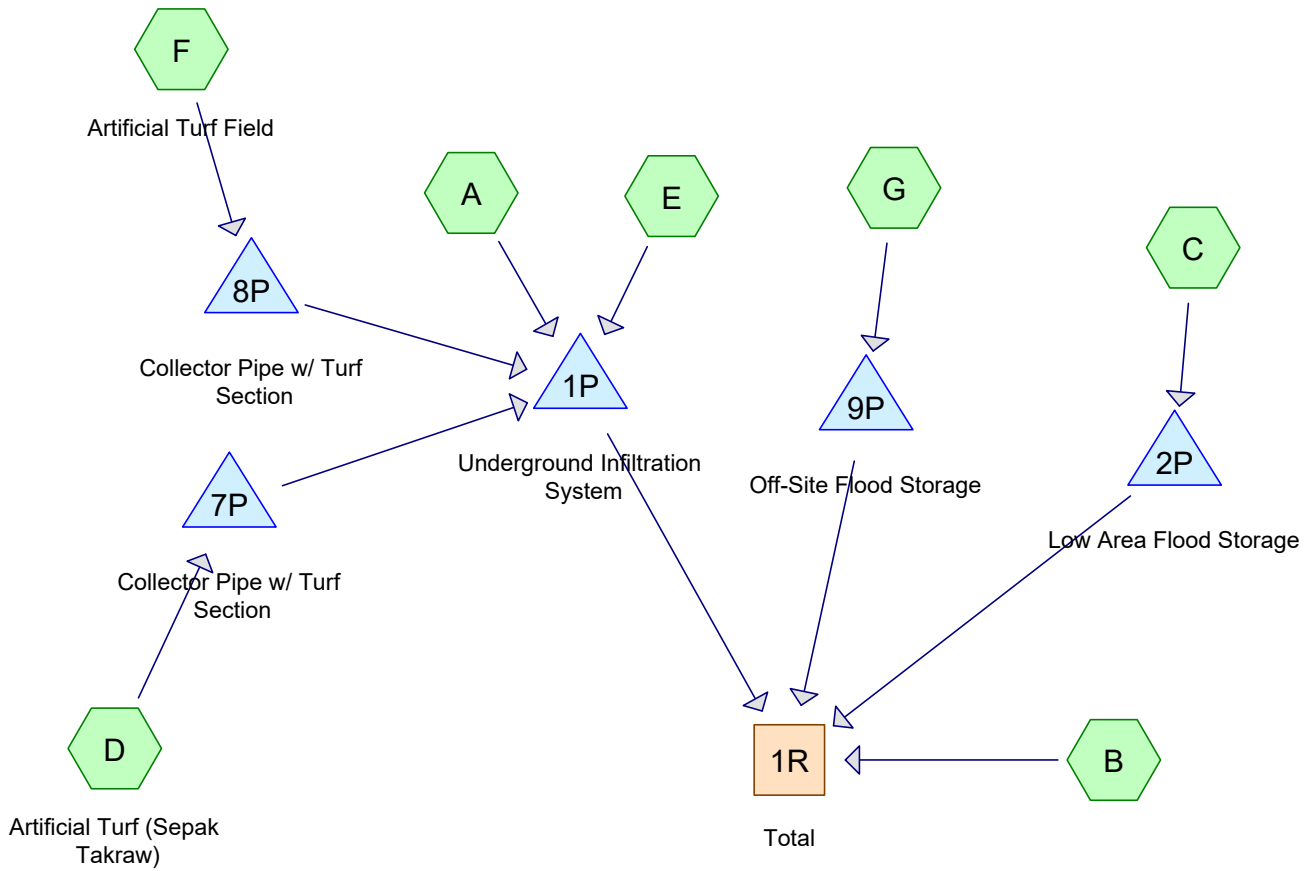 F
Artificial Turf Field
A
E
G
C
8P
Collector Pipe w/ Turf
Section
1P
Underground Infiltration
System
9P
Off-Site Flood Storage
2P
Low Area Flood Storage
7P
Collector Pipe w/ Turf
Section
D
Artificial Turf (Sepak
Takraw)
1R
Total
B